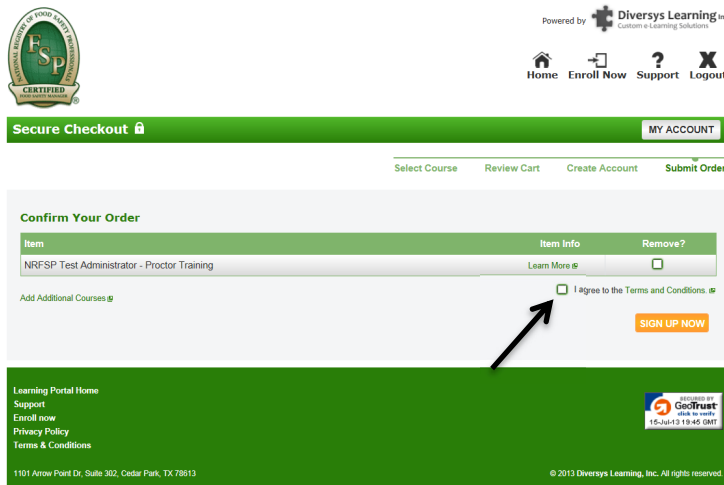 NATIONAL REGISTRY OF FOOD SAFETY PROFESSIONALS
FSP
CERTIFIED
FOOD SAFETY MANAGER
®
Powered by Diversys Learning In
Custom e-Learning Solutions
Home Enroll Now Support Logout
Secure Checkout MY ACCOUNT
Select Course Review Cart Create Account Submit Order
Confirm Your Order
Item Item Info Remove?
NRFSP Test Administrator - Proctor Training Learn More
I agree to the Terms and Conditions.
Add Additional Courses
SIGN UP NOW
Learning Portal Home
Support
Enroll now
Privacy Policy
Terms & Conditions
SECURED BY
GeoTrust
click to verify
15-Jul-13 19:45 GMT
1101 Arrow Point Dr, Suite 302, Cedar Park, TX 78613 © 2013 Diversys Learning, Inc. All rights reserved.